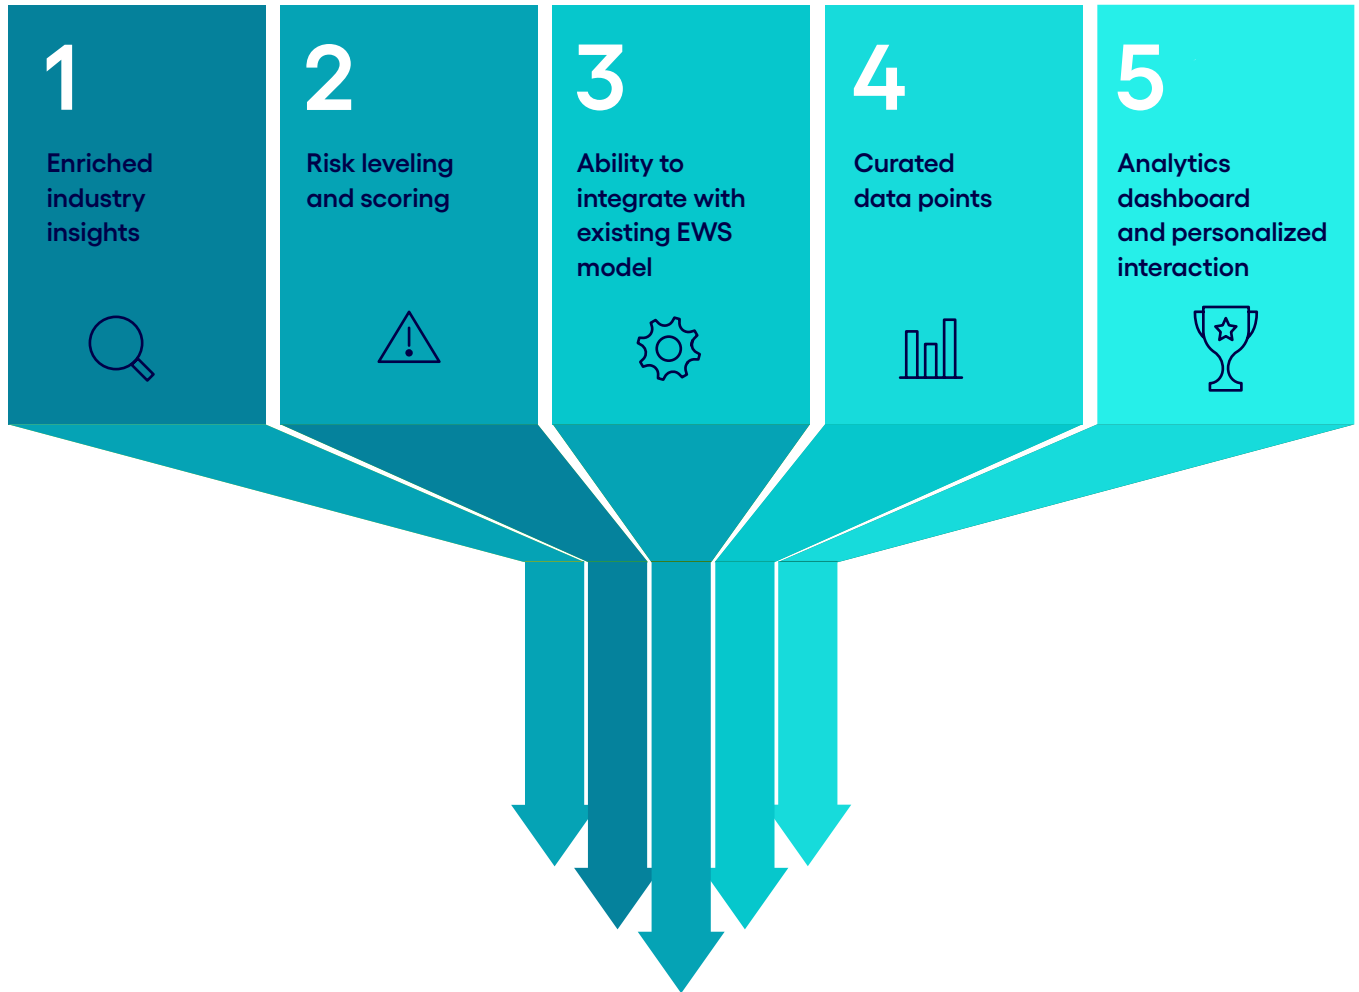 1
Enriched
industry
insights
2
Risk leveling
and scoring
3
Ability to
integrate with
existing EWS
model
4
Curated
data points
5
Analytics
dashboard
and personalized
interaction